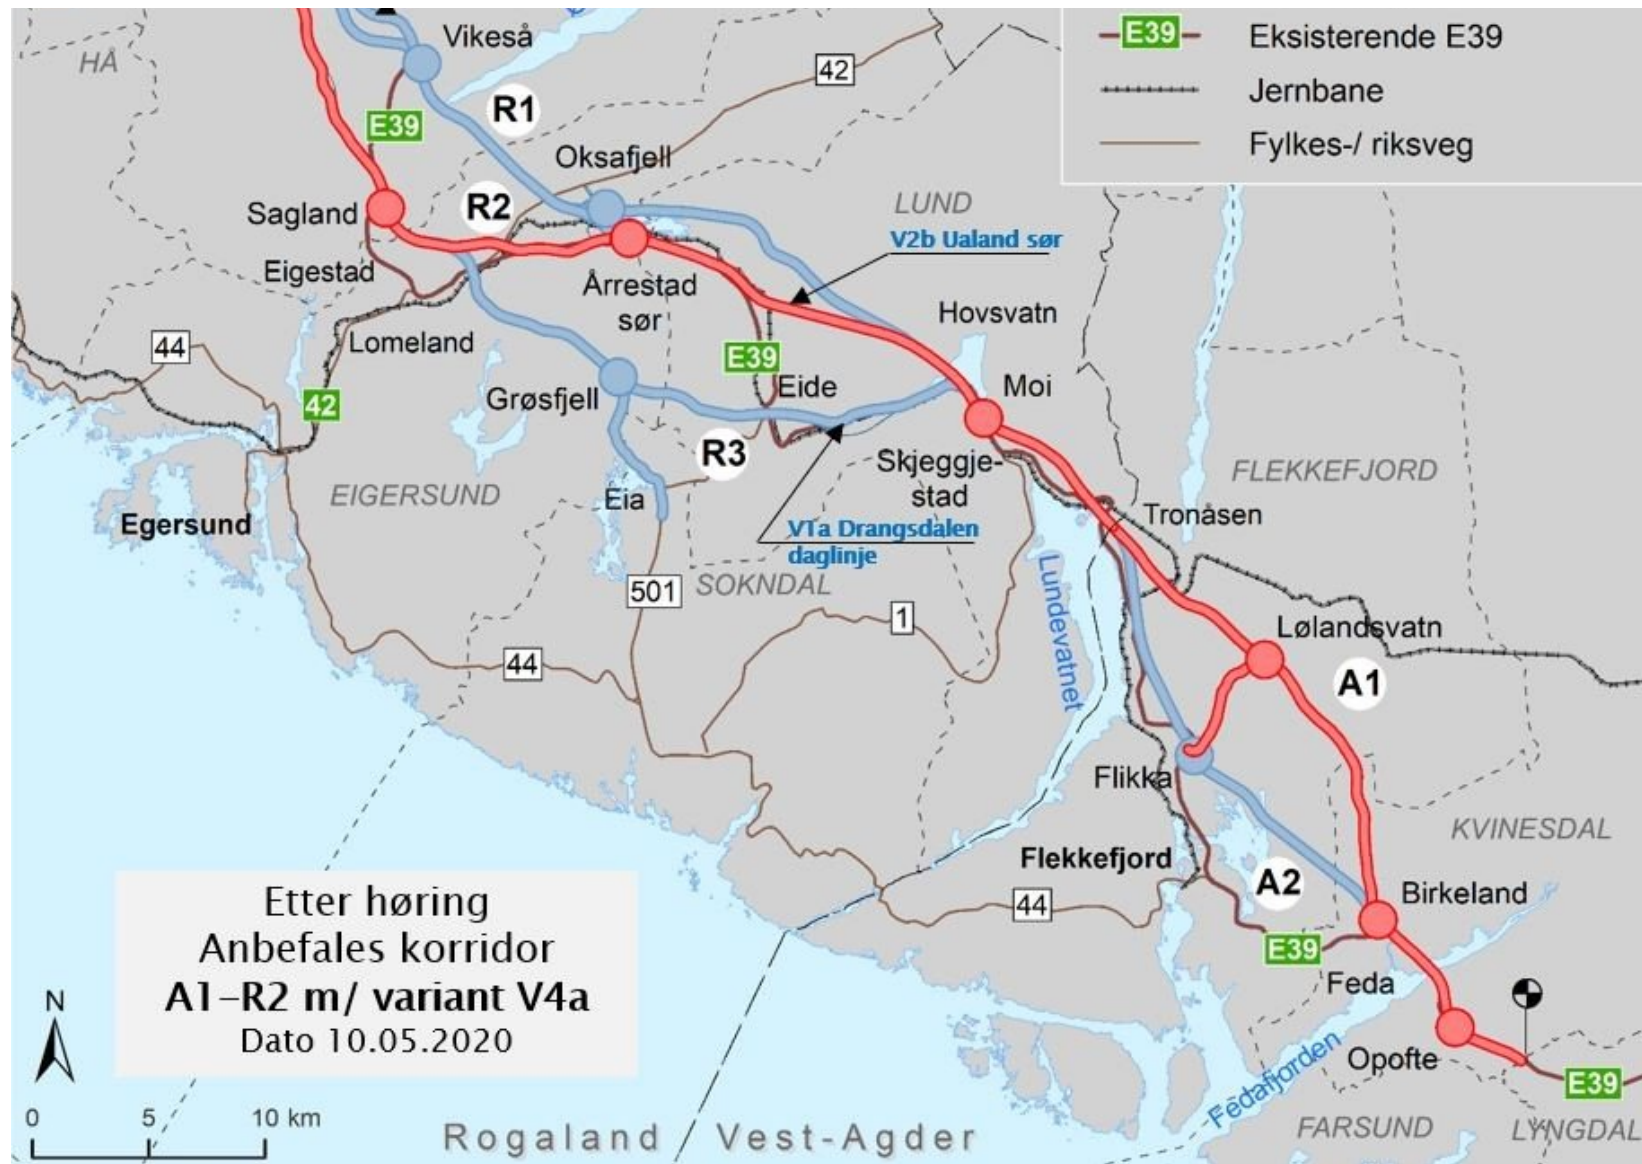 E39 Eksisterende E39
Jernbane
Fylkes-/ riksveg
HÅ
Vikeså
42
R1
E39
Oksafjell
R2
Sagland
LUND
V2b Ualand sør
Eigestad
Årrestad
sør
Hovsvatn
44
Lomeland
E39
Eide
Moi
42
Grøsfjell
R3
Skjeggje-
stad
FLEKKEFJORD
EIGERSUND
Eia
Egersund
Tronåsen
V1a Drangsdalen
daglinje
501
SOKNDAL
Lundevatnet
1
Lølandsvatn
44
A1
Flikka
KVINESDAL
Flekkefjord
A2
Birkeland
44
E39
Feda
Etter høring
Anbefales korridor
A1-R2 m/ variant V4a
Dato 10.05.2020
N
Opofte
E39
Fedafjorden
0 5 10 km
Rogaland
Vest-Agder
FARSUND
LYNGDAL